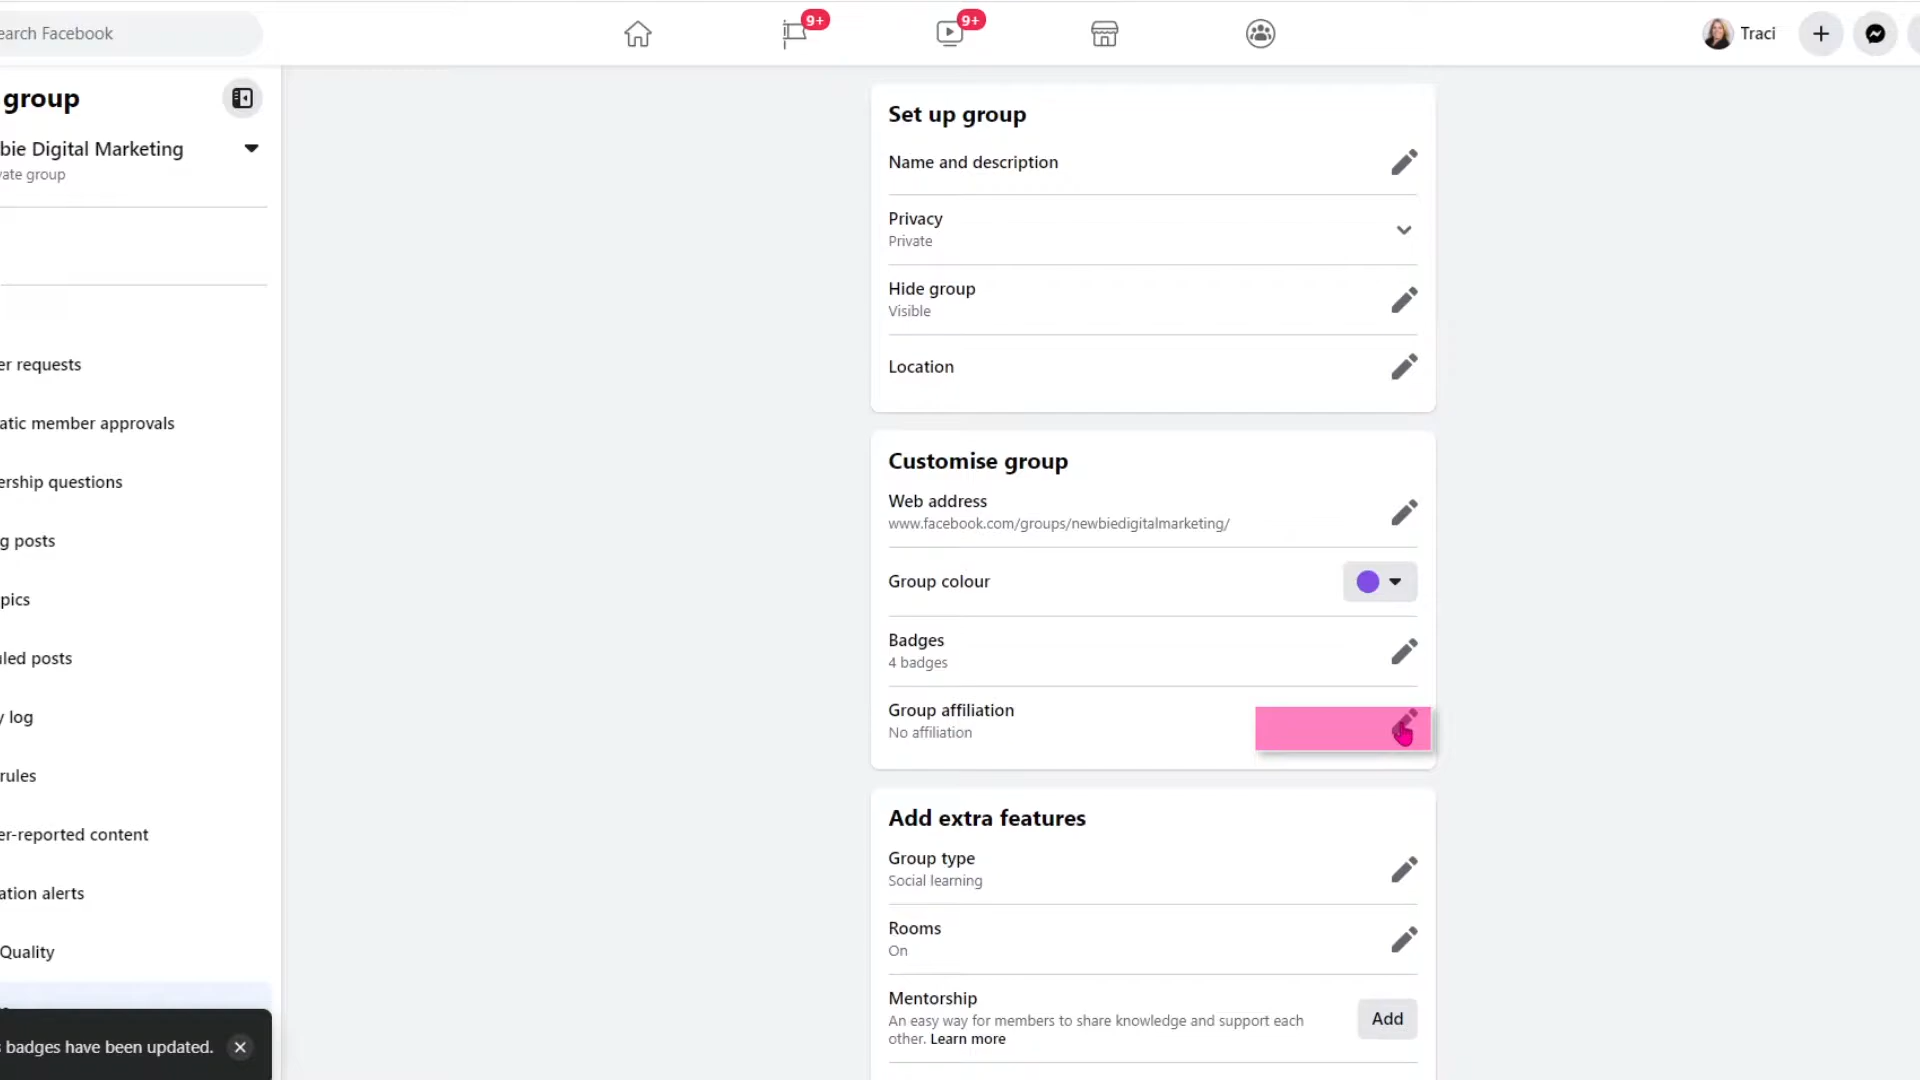 earch Facebook
9+
9+
Traci
group
bie Digital Marketing
vate group
er requests
atic member approvals
ership questions
g posts
pics
led posts
y log
rules
er-reported content
ation alerts
Quality
badges have been updated.
Set up group
Name and description
Privacy
Private
Hide group
Visible
Location
Customise group
Web address
www.facebook.com/groups/newbiedigitalmarketing/
Group colour
Badges
4 badges
Group affiliation
No affiliation
Add extra features
Group type
Social learning
Rooms
On
Mentorship
An easy way for members to share knowledge and support each
other. Learn more
Add